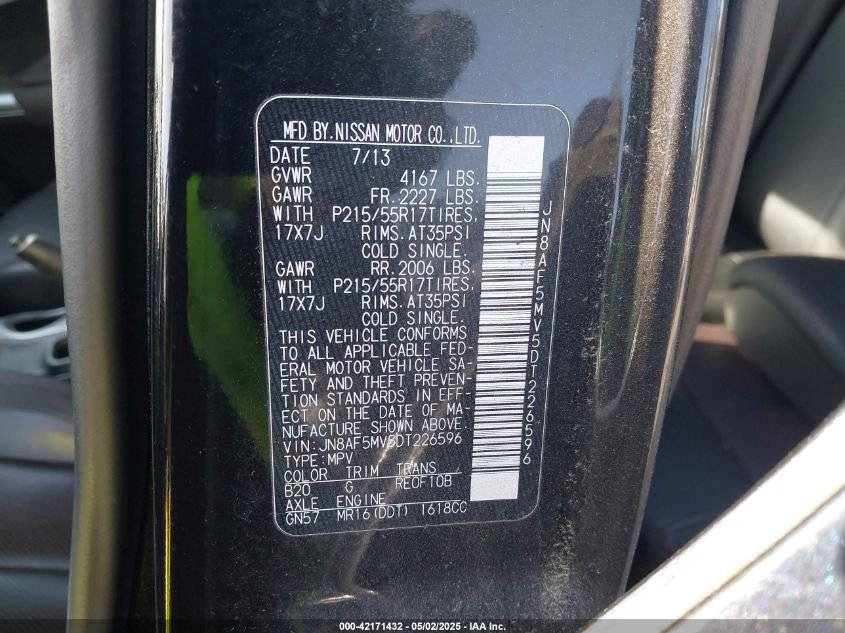 MFD BY.NISSAN MOTOR CO.,LTD.
DATE 7/13
GVWR 4167 LBS.
GAWR FR.2227 LBS.
WITH P215/55R17TIRES.
17X7J RIMS.AT35PSI
COLD SINGLE.
GAWR RR.2006 LBS.
WITH P215/55R17TIRES.
17X7J RIMS.AT35PSI
COLD SINGLE.
THIS VEHICLE CONFORMS
TO ALL APPLICABLE FED-
ERAL MOTOR VEHICLE SA-
FETY AND THEFT PREVEN-
TION STANDARDS IN EFF-
ECT ON THE DATE OF MA-
NUFACTURE SHOWN ABOVE.
VIN:JN8AF5MV5DT226596
TYPE:MPV
COLOR TRIM TRANS
B20 G RE0F10B
AXLE ENGINE
GN57 MR16(DDT) 1618CC
JN8AF5MV5DT226596
000-42171432 - 05/02/2025 - IAA Inc.